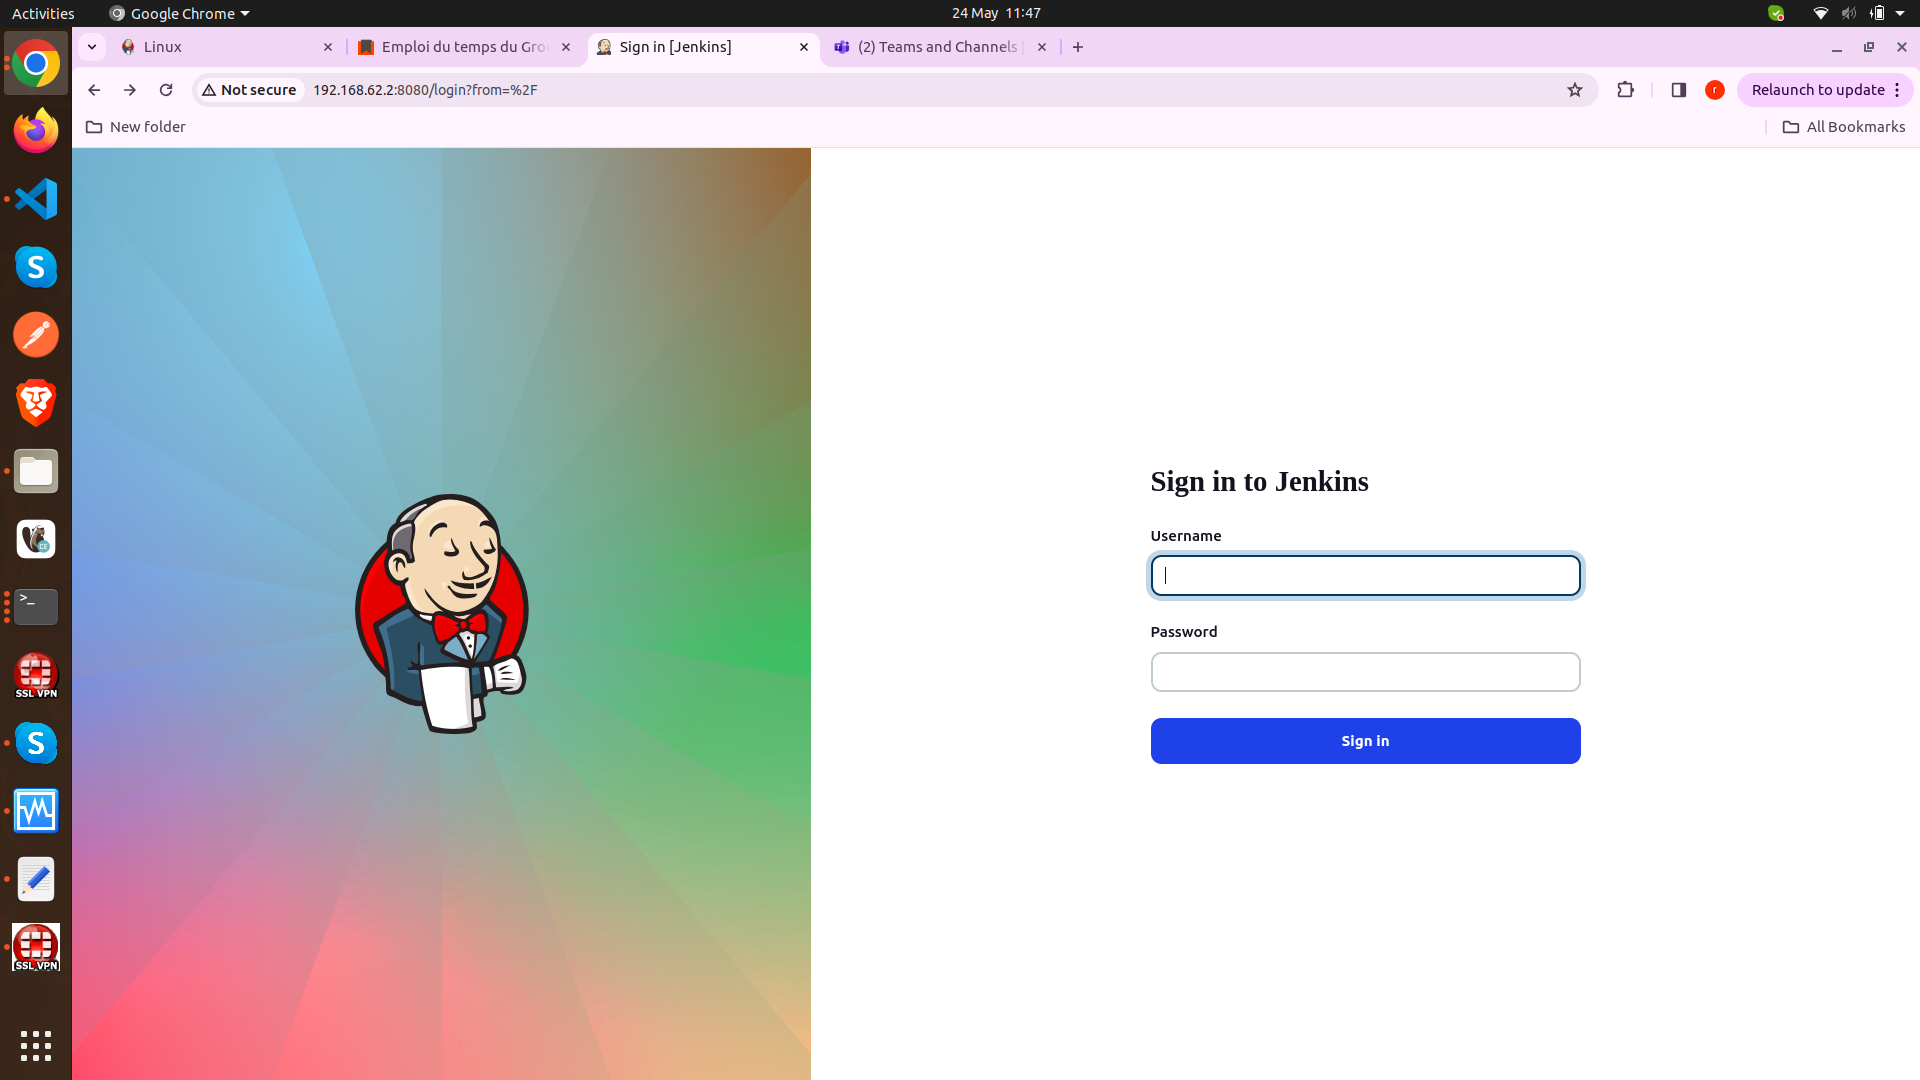 Activities
Google Chrome
24 May 11:47
Linux
Emploi du temps du Gro
Sign in [Jenkins]
(2) Teams and Channels
Not secure
192.168.62.2:8080/login?from=%2F
r
Relaunch to update
New folder
All Bookmarks
S
CE
>_
SSL VPN
S
SSL VPN
Sign in to Jenkins
Username
Password
Sign in